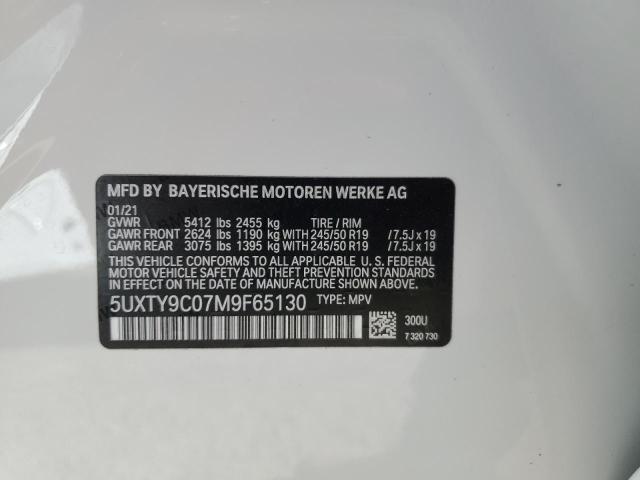 MFD BY BAYERISCHE MOTOREN WERKE AG
01/21
GVWR 5412 lbs 2455 kg TIRE / RIM
GAWR FRONT 2624 lbs 1190 kg WITH 245/50 R19 / 7.5J x 19
GAWR REAR 3075 lbs 1395 kg WITH 245/50 R19 / 7.5J x 19
THIS VEHICLE CONFORMS TO ALL APPLICABLE U.S. FEDERAL
MOTOR VEHICLE SAFETY AND THEFT PREVENTION STANDARDS IN
EFFECT ON THE DATE OF MANUFACTURE SHOWN ABOVE.
5UXTY9C07M9F65130 TYPE: MPV
300U
7 320 730